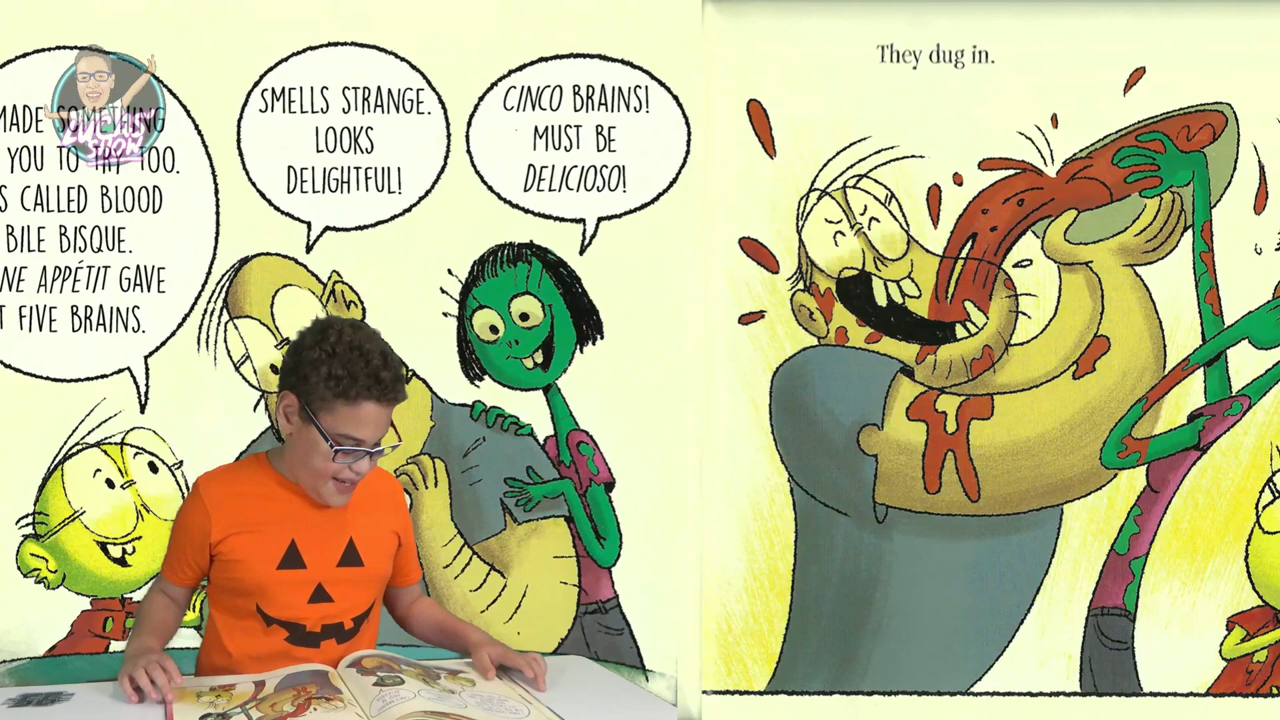 MADE SOMETHING
YOU TO TRY TOO.
CALLED BLOOD
BILE BISQUE.
APPÉTIT GAVE
FIVE BRAINS.
SMELLS STRANGE.
LOOKS
DELIGHTFUL!
CINCO BRAINS!
MUST BE
DELICIOSO!
They dug in.
SHOW